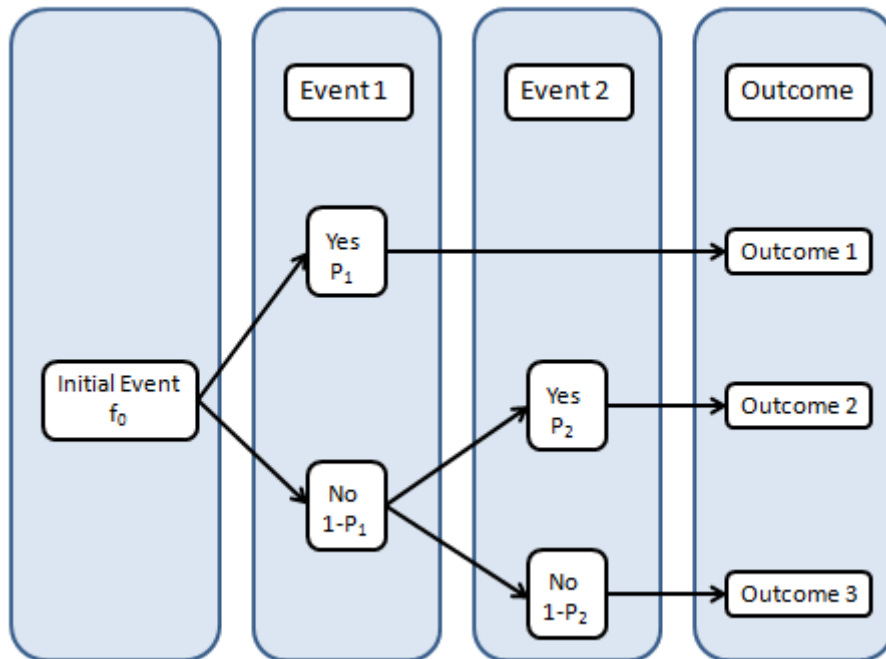 Event 1
Event 2
Outcome
Yes
P₁
Outcome 1
Initial Event
f₀
Yes
P₂
Outcome 2
No
1-P₁
No
1-P₂
Outcome 3